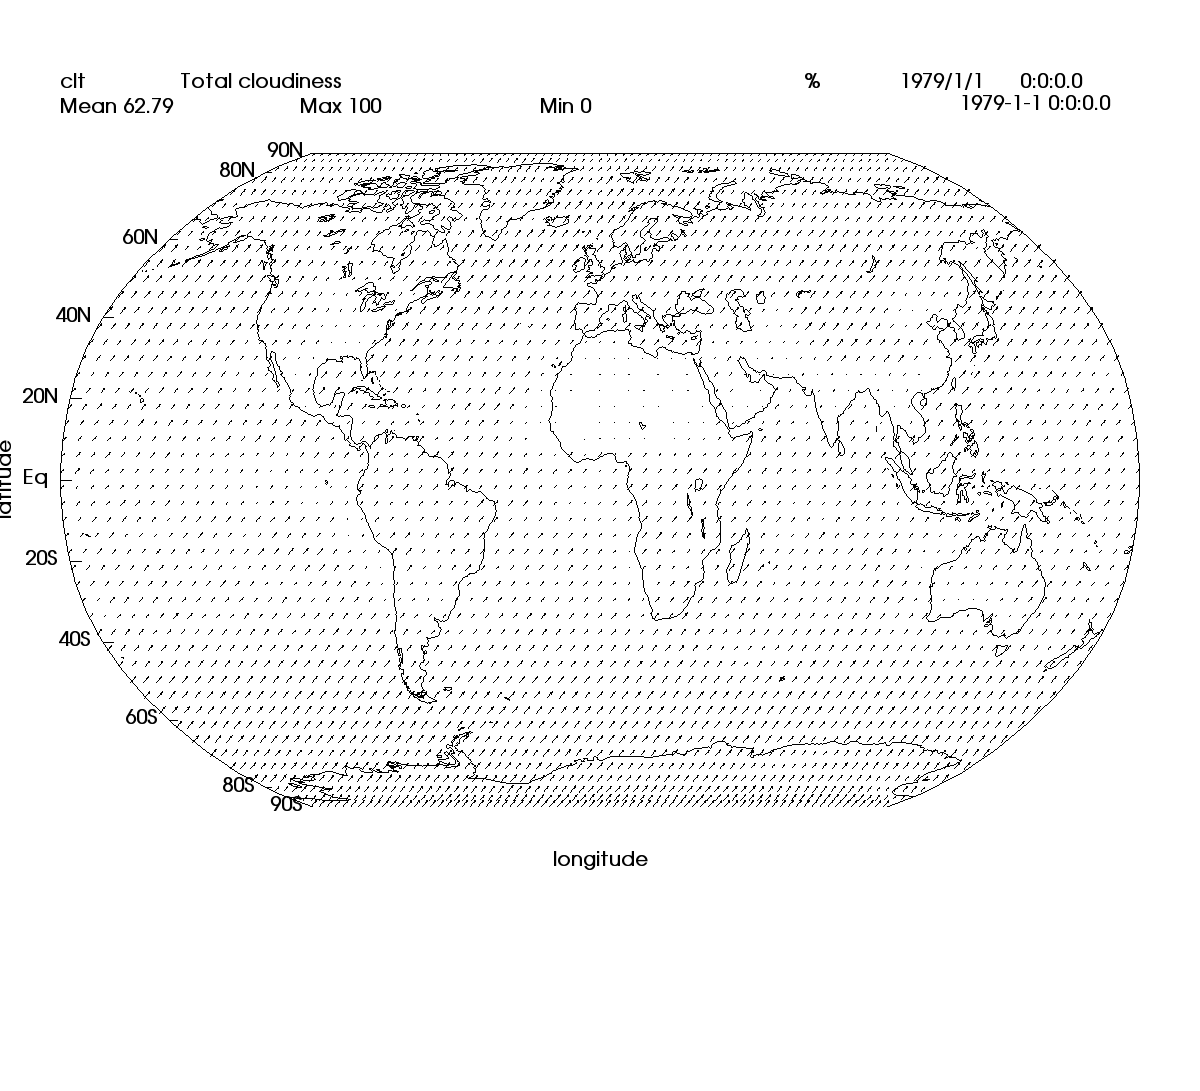 clt Total cloudiness % 1979/1/1 0:0:0.0
Mean 62.79 Max 100 Min 0 1979-1-1 0:0:0.0
90N
80N
60N
40N
20N
Eq
latitude
20S
40S
60S
80S
90S
longitude